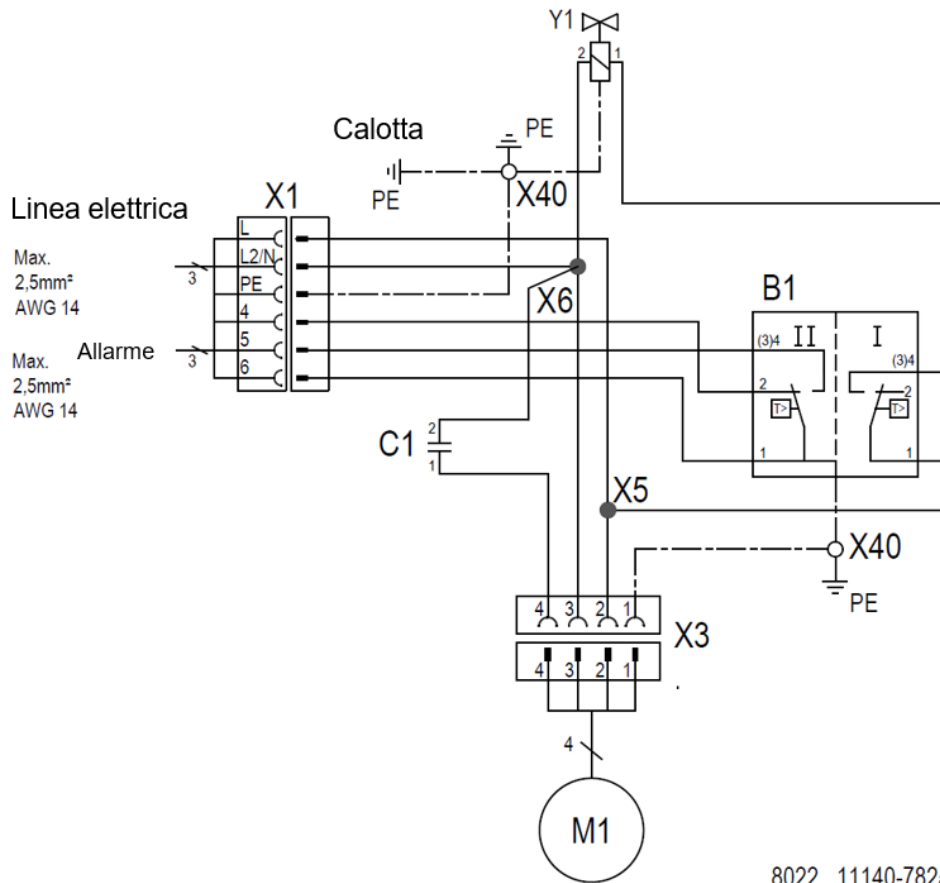 Y1
2 1
Calotta
PE
PE
X40
X1
Linea elettrica
L
L2/N
PE
4
5
6
Max.
2,5mm²
AWG 14
3
Allarme
3
Max.
2,5mm²
AWG 14
X6
B1
II I
(3)4
(3)4
2
2
T>
T>
1
1
C1
2
1
X5
X40
PE
4 3 2 1
X3
4 3 2 1
4
M1
8022 11140-782